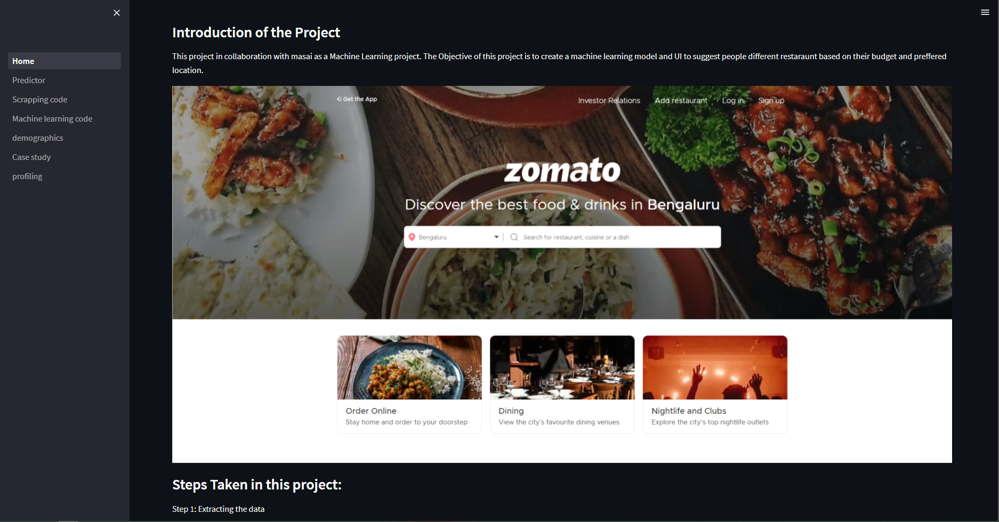 Home
Predictor
Scrapping code
Machine learning code
demographics
Case study
profiling
Introduction of the Project
This project in collaboration with masai as a Machine Learning project. The Objective of this project is to create a machine learning model and UI to suggest people different restaraunt based on their budget and preffered
location.
Get the App
Investor Relations Add restaurant Log in Sign up
zomato
Discover the best food & drinks in Bengaluru
Bengaluru Search for restaurant, cuisine or a dish
Order Online
Stay home and order to your doorstep
Dining
View the city's favourite dining venues
Nightlife and Clubs
Explore the city's top nightlife outlets
Steps Taken in this project:
Step 1: Extracting the data